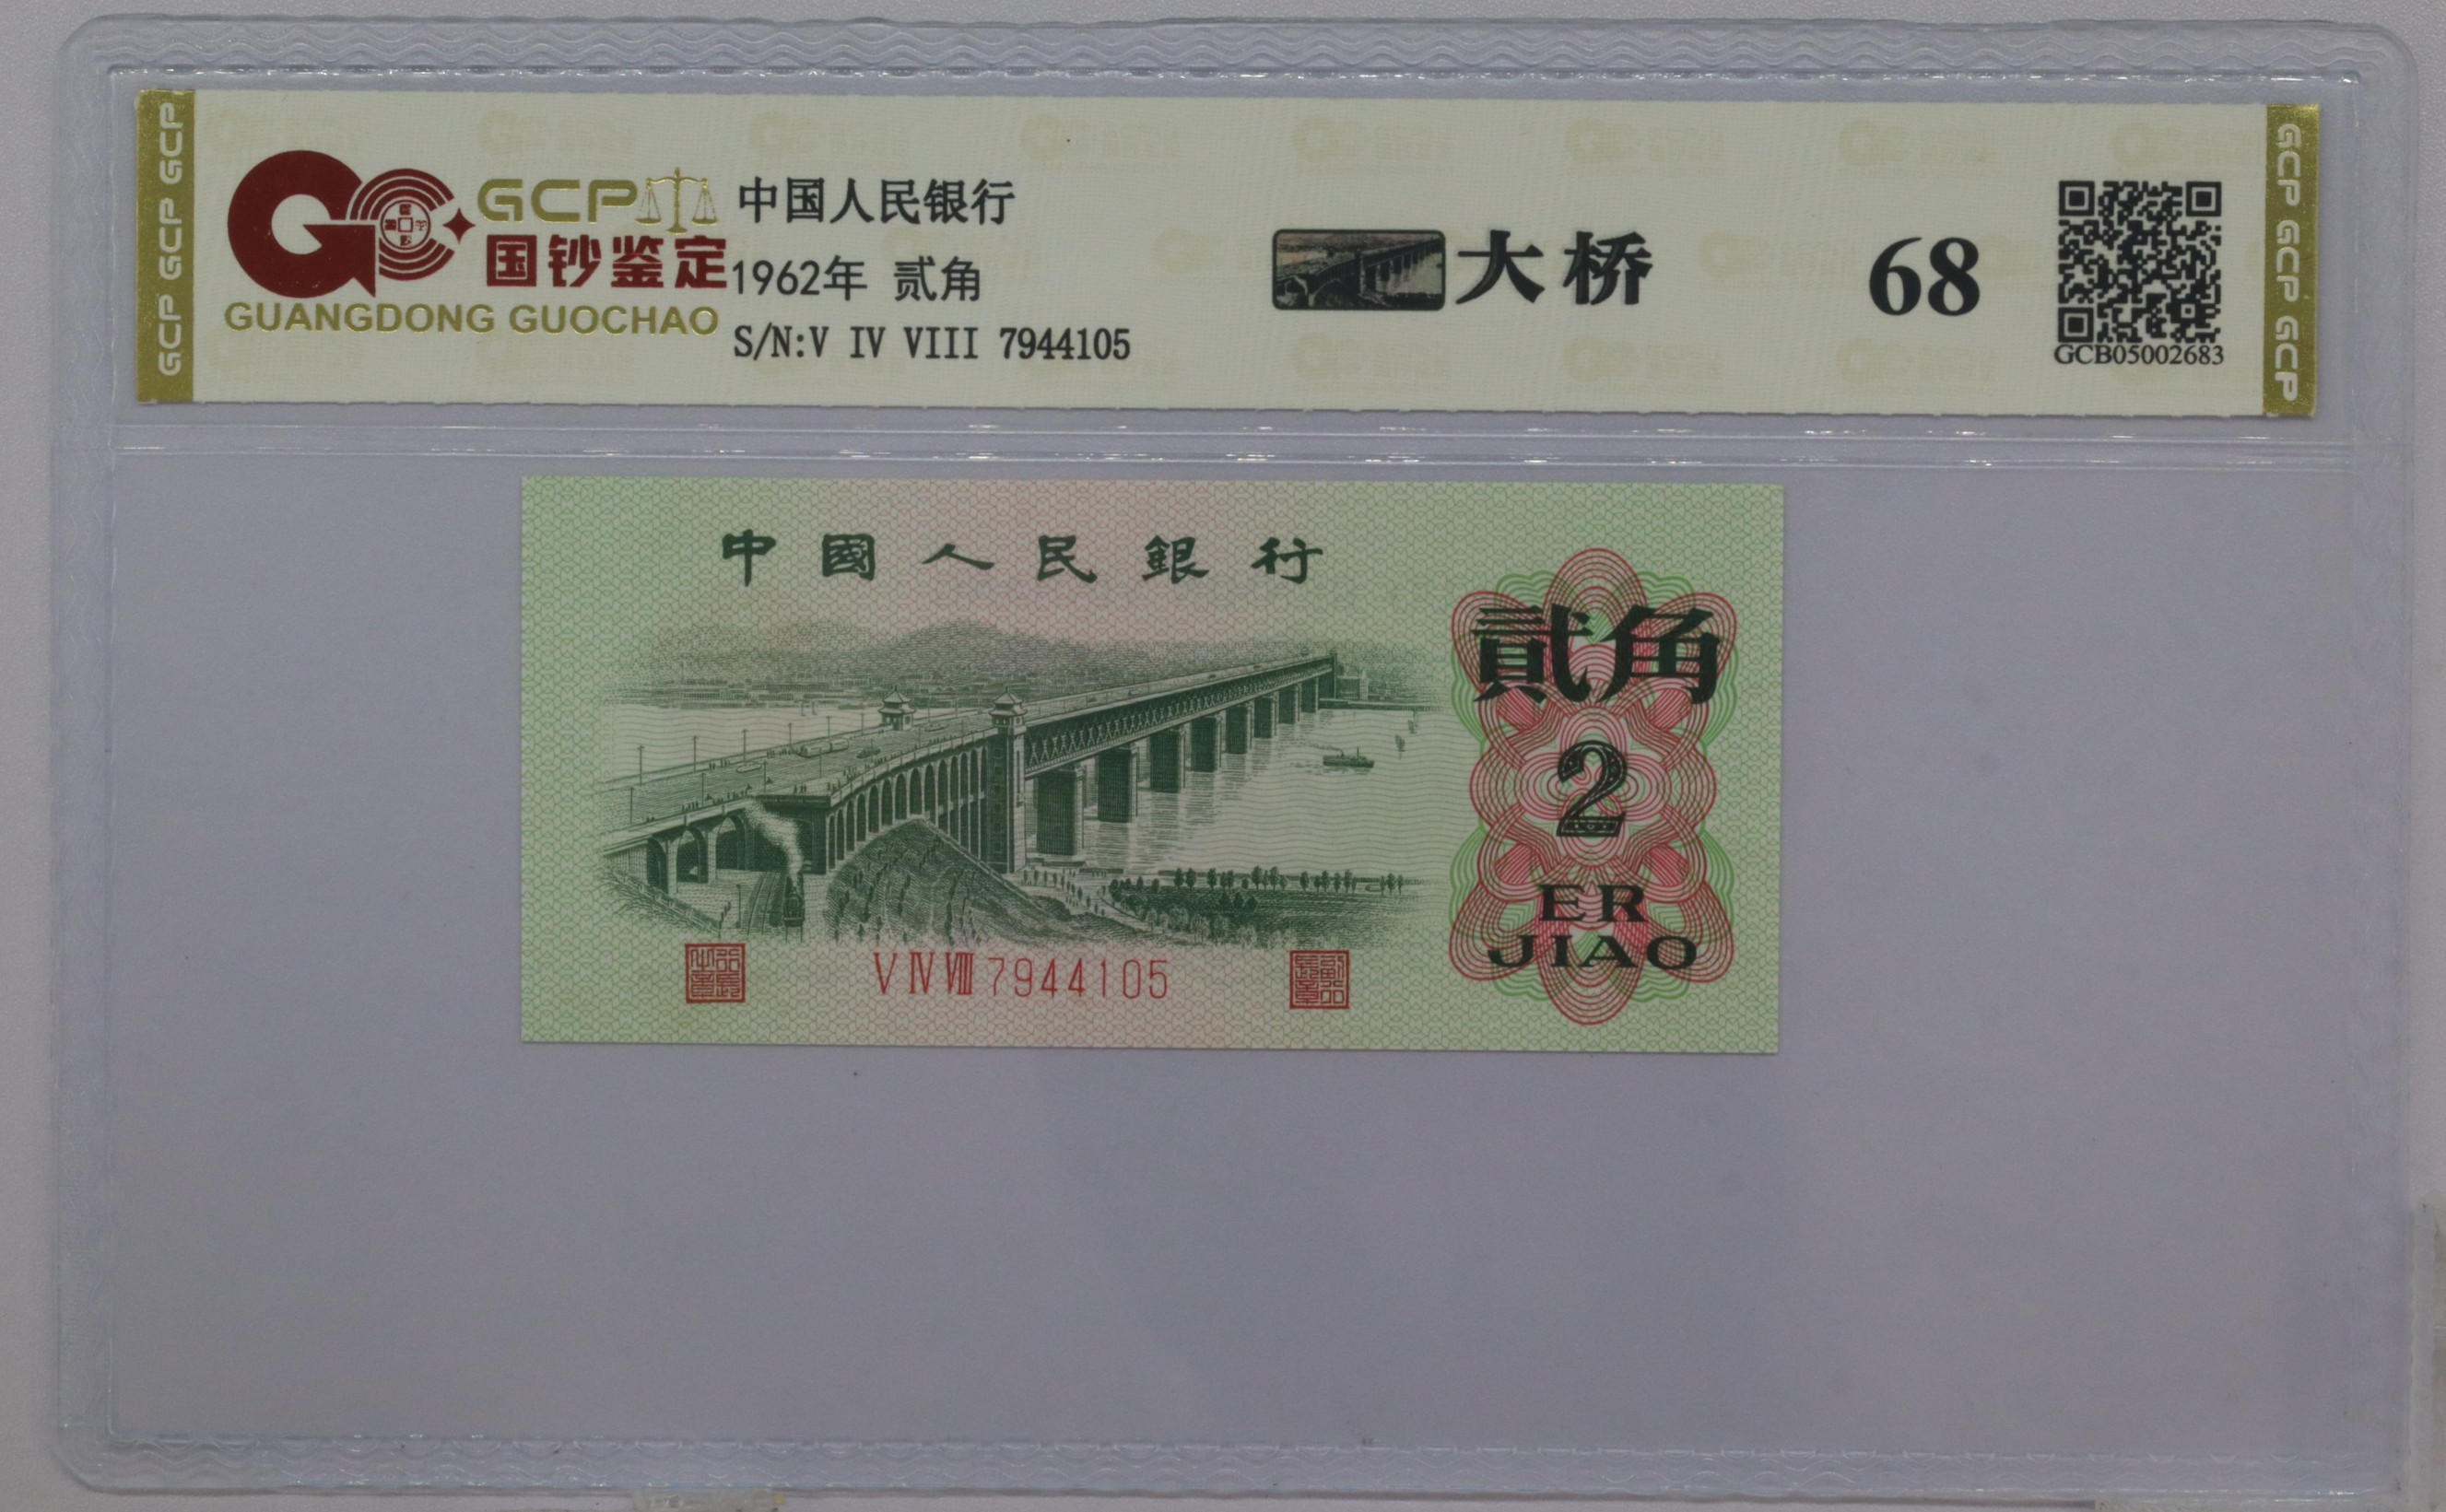 GCP GCP GCP
GCP
国钞鉴定
GUANGDONG GUOCHAO
中国人民银行
1962年 贰角
S/N:V IV VIII 7944105
大桥
68
GCB05002683
GCP GCP GCP
中國人民銀行
貳角
2
ER
JIAO
V IV VIII 7944105